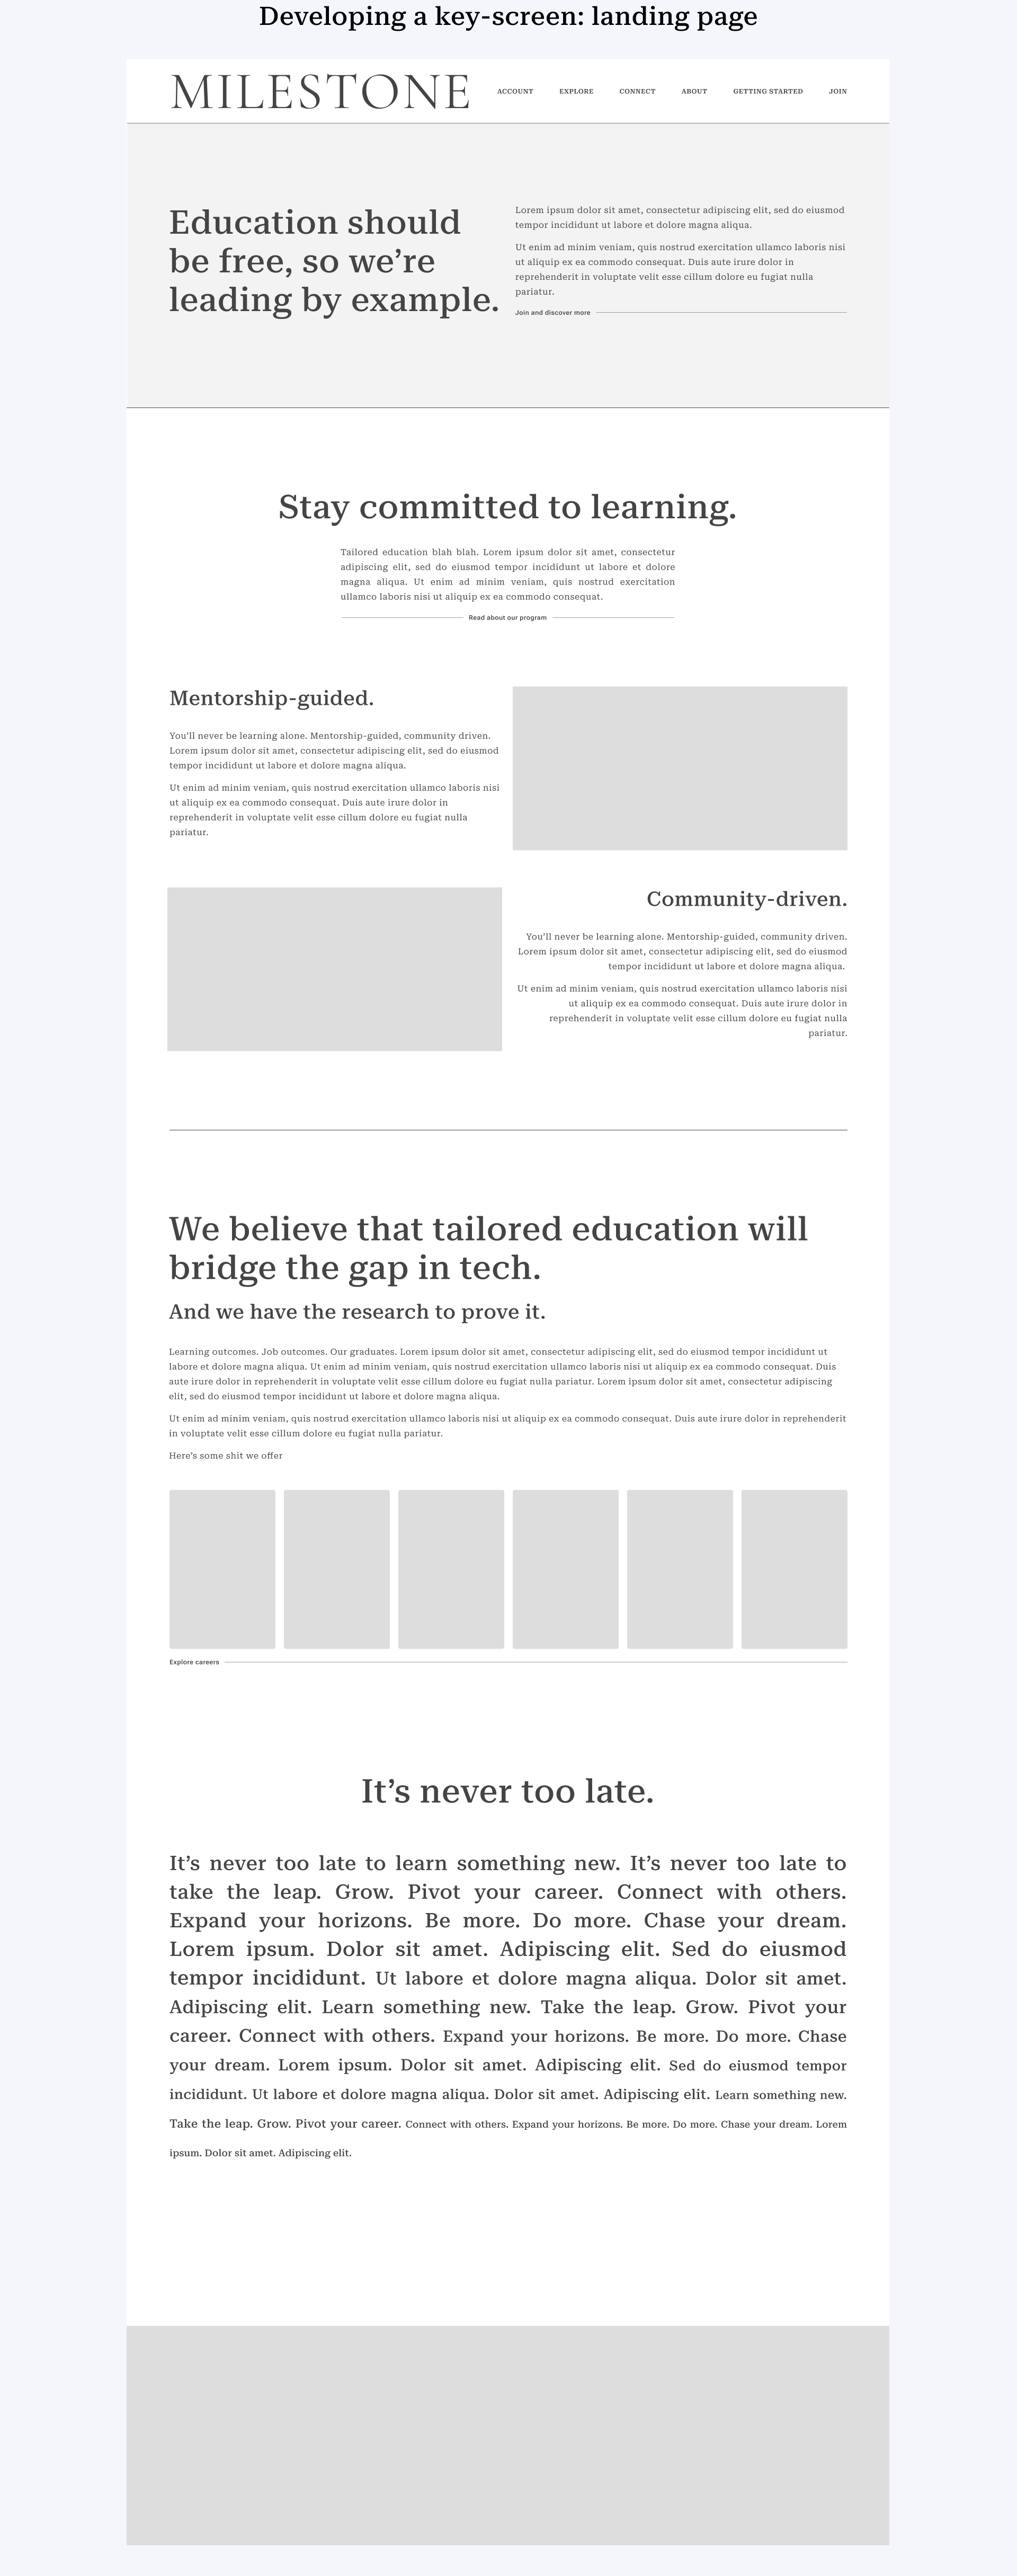 Developing a key-screen: landing page
MILESTONE
ACCOUNT EXPLORE CONNECT ABOUT GETTING STARTED JOIN
Education should
be free, so we’re
leading by example.
Lorem ipsum dolor sit amet, consectetur adipiscing elit, sed do eiusmod
tempor incididunt ut labore et dolore magna aliqua.
Ut enim ad minim veniam, quis nostrud exercitation ullamco laboris nisi
ut aliquip ex ea commodo consequat. Duis aute irure dolor in
reprehenderit in voluptate velit esse cillum dolore eu fugiat nulla
pariatur.
Join and discover more
Stay committed to learning.
Tailored education blah blah. Lorem ipsum dolor sit amet, consectetur
adipiscing elit, sed do eiusmod tempor incididunt ut labore et dolore
magna aliqua. Ut enim ad minim veniam, quis nostrud exercitation
ullamco laboris nisi ut aliquip ex ea commodo consequat.
Read about our program
Mentorship-guided.
You’ll never be learning alone. Mentorship-guided, community driven.
Lorem ipsum dolor sit amet, consectetur adipiscing elit, sed do eiusmod
tempor incididunt ut labore et dolore magna aliqua.
Ut enim ad minim veniam, quis nostrud exercitation ullamco laboris nisi
ut aliquip ex ea commodo consequat. Duis aute irure dolor in
reprehenderit in voluptate velit esse cillum dolore eu fugiat nulla
pariatur.
Community-driven.
You’ll never be learning alone. Mentorship-guided, community driven.
Lorem ipsum dolor sit amet, consectetur adipiscing elit, sed do eiusmod
tempor incididunt ut labore et dolore magna aliqua.
Ut enim ad minim veniam, quis nostrud exercitation ullamco laboris nisi
ut aliquip ex ea commodo consequat. Duis aute irure dolor in
reprehenderit in voluptate velit esse cillum dolore eu fugiat nulla
pariatur.
We believe that tailored education will
bridge the gap in tech.
And we have the research to prove it.
Learning outcomes. Job outcomes. Our graduates. Lorem ipsum dolor sit amet, consectetur adipiscing elit, sed do eiusmod tempor incididunt ut
labore et dolore magna aliqua. Ut enim ad minim veniam, quis nostrud exercitation ullamco laboris nisi ut aliquip ex ea commodo consequat. Duis
aute irure dolor in reprehenderit in voluptate velit esse cillum dolore eu fugiat nulla pariatur. Lorem ipsum dolor sit amet, consectetur adipiscing
elit, sed do eiusmod tempor incididunt ut labore et dolore magna aliqua.
Ut enim ad minim veniam, quis nostrud exercitation ullamco laboris nisi ut aliquip ex ea commodo consequat. Duis aute irure dolor in reprehenderit
in voluptate velit esse cillum dolore eu fugiat nulla pariatur.
Here’s some shit we offer
Explore careers
It’s never too late.
It’s never too late to learn something new. It’s never too late to
take the leap. Grow. Pivot your career. Connect with others.
Expand your horizons. Be more. Do more. Chase your dream.
Lorem ipsum. Dolor sit amet. Adipiscing elit. Sed do eiusmod
tempor incididunt. Ut labore et dolore magna aliqua. Dolor sit amet.
Adipiscing elit. Learn something new. Take the leap. Grow. Pivot your
career. Connect with others. Expand your horizons. Be more. Do more. Chase
your dream. Lorem ipsum. Dolor sit amet. Adipiscing elit. Sed do eiusmod tempor
incididunt. Ut labore et dolore magna aliqua. Dolor sit amet. Adipiscing elit. Learn something new.
Take the leap. Grow. Pivot your career. Connect with others. Expand your horizons. Be more. Do more. Chase your dream. Lorem
ipsum. Dolor sit amet. Adipiscing elit.